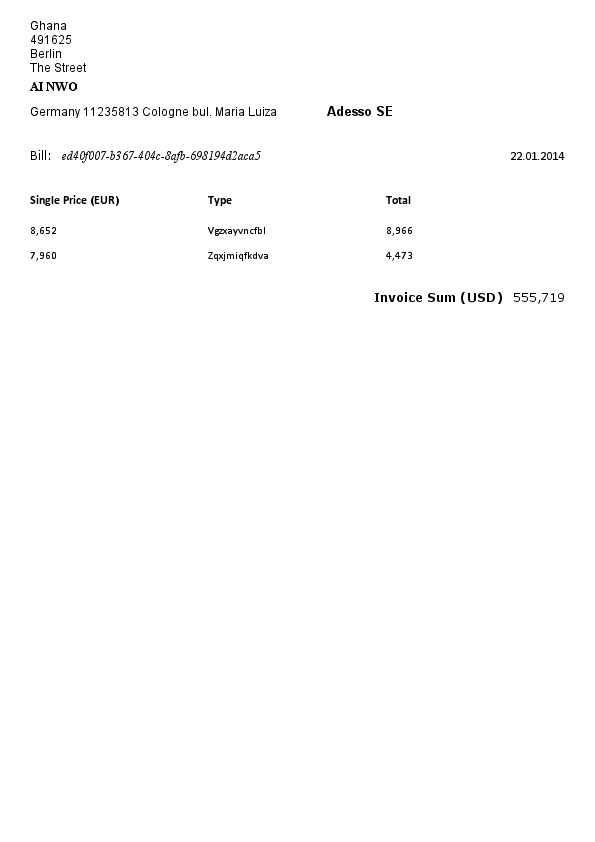 Ghana
491625
Berlin
The Street
AI NWO
Germany 11235813 Cologne bul. Maria Luiza Adesso SE
Bill: ed40f007-b367-404c-8afb-698194d2aca5 22.01.2014
Single Price (EUR) Type Total
8,652 Vgzxayvncfbl 8,966
7,960 Zqxjmiqfkdva 4,473
Invoice Sum (USD) 555,719